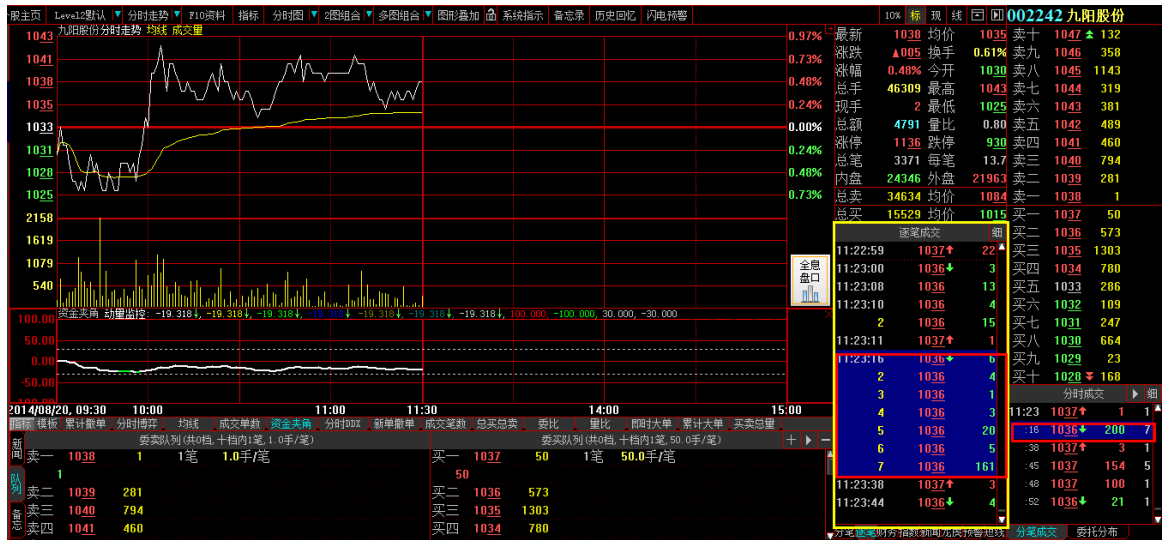 股主页 Level2默认 ▼ 分时走势 ▼ F10资料 指标 分时图 ▼ 2图组合 ▼ 多图组合 ▼ 图形叠加 系统指示 备忘录 历史回忆 闪电预警 10% 标 现 线 002242 九阳股份
九阳股份分时走势 均线 成交量
1043 0.97%
1041 0.73%
1038 0.48%
1035 0.24%
1033 0.00%
1031 0.24%
1028 0.48%
1025 0.73%
2158
1619
1079
540
最新 1038 均价 1035
涨跌 ▲005 换手 0.61%
涨幅 0.48% 今开 1030
总手 46309 最高 1043
现手 2 最低 1025
总额 4791 量比 0.80
涨停 1136 跌停 930
总笔 3371 每笔 13.7
内盘 24346 外盘 21963
总卖 34634 均价 1084
总买 15529 均价 1015
卖十 1047 132
卖九 1046 358
卖八 1045 1143
卖七 1044 319
卖六 1043 381
卖五 1042 489
卖四 1041 460
卖三 1040 794
卖二 1039 281
卖一 1038 1
买一 1037 50
买二 1036 573
买三 1035 1303
买四 1034 780
买五 1033 286
买六 1032 109
买七 1031 247
买八 1030 664
买九 1029 23
买十 1028 168
全息
盘口
逐笔成交 细
11:22:59 1037↑ 22
11:23:00 1036↓ 3
11:23:08 1036 13
11:23:10 1036 4
2 1036 15
11:23:11 1037↑ 1
11:23:16 1036↓ 6
2 1036 4
3 1036 1
4 1036 3
5 1036 20
6 1036 5
7 1036 161
11:23:38 1037↑ 3
11:23:44 1036↓ 4
分时成交 细
11:23 1037↑ 1 1
:16 1036↓ 200 7
:38 1037↑ 3 1
:45 1037 154 5
:48 1037 100 1
:52 1036↓ 21 1
分笔成交 委托分布
资金夹角 动量监控: -19.318↓, -19.318↓, -19.318↓, -19.318↓, -19.318↓, -19.318↓, -19.318↓, 100.000, -100.000, 30.000, -30.000
100.00
50.00
0.00
-50.00
-100.00
2014/08/20, 09:30 10:00 11:00 11:30 14:00 15:00
指标 模板 累计撤单 分时博弈 均线 成交单数 资金夹角 分时DDX 新单撤单 成交笔数 总买总卖 委比 量比 即时大单 累计大单 买卖总量
新闻
队列
备忘
委卖队列(共0档,十档内1笔,1.0手/笔) 委买队列(共0档,十档内1笔,50.0手/笔)
卖一 1038 1 1笔 1.0手/笔 买一 1037 50 1笔 50.0手/笔
1 50
卖二 1039 281 买二 1036 573
卖三 1040 794 买三 1035 1303
卖四 1041 460 买四 1034 780